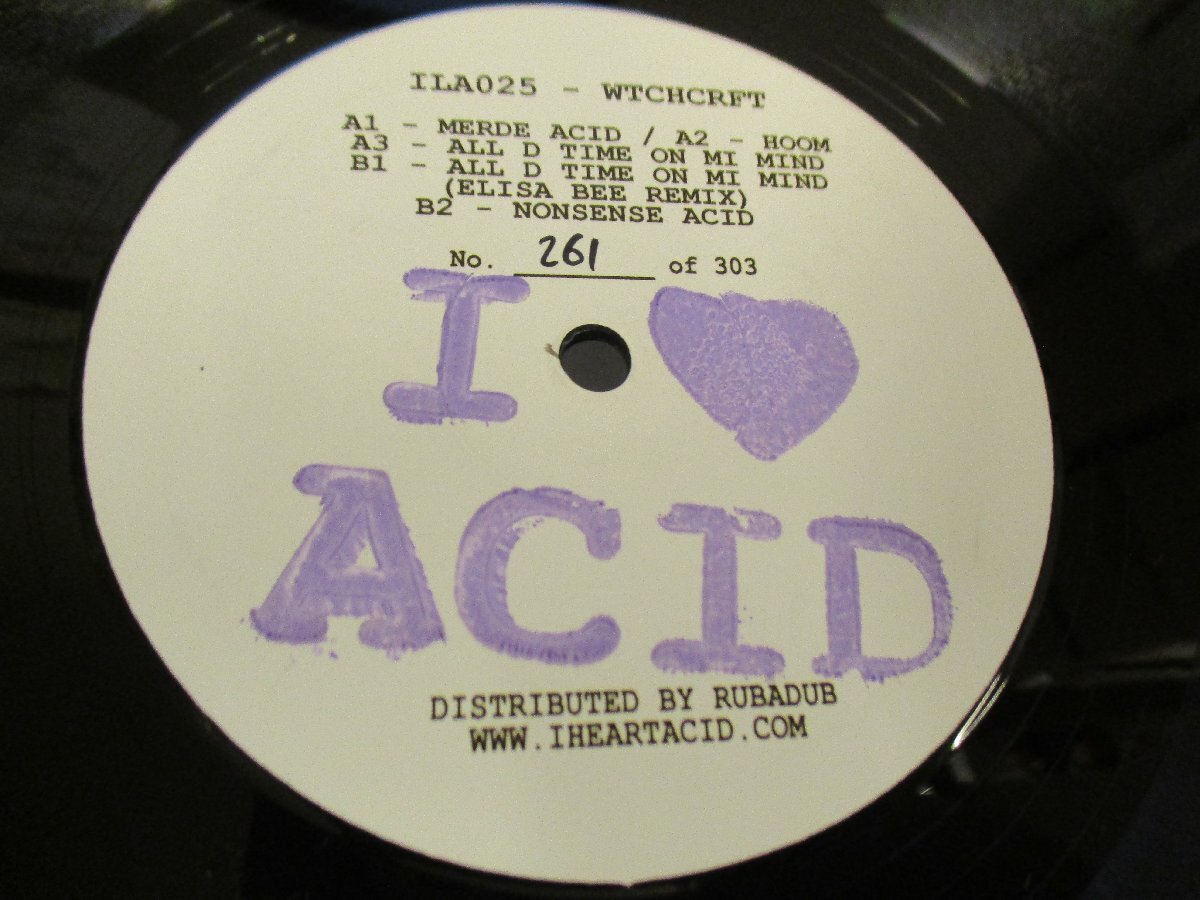 ILA025 - WTCHCRFT
A1 - MERDE ACID / A2 - HOOM
A3 - ALL D TIME ON MI MIND
B1 - ALL D TIME ON MI MIND
(ELISA BEE REMIX)
B2 - NONSENSE ACID
No. 261 of 303
I
ACID
DISTRIBUTED BY RUBADUB
WWW.IHEARTACID.COM